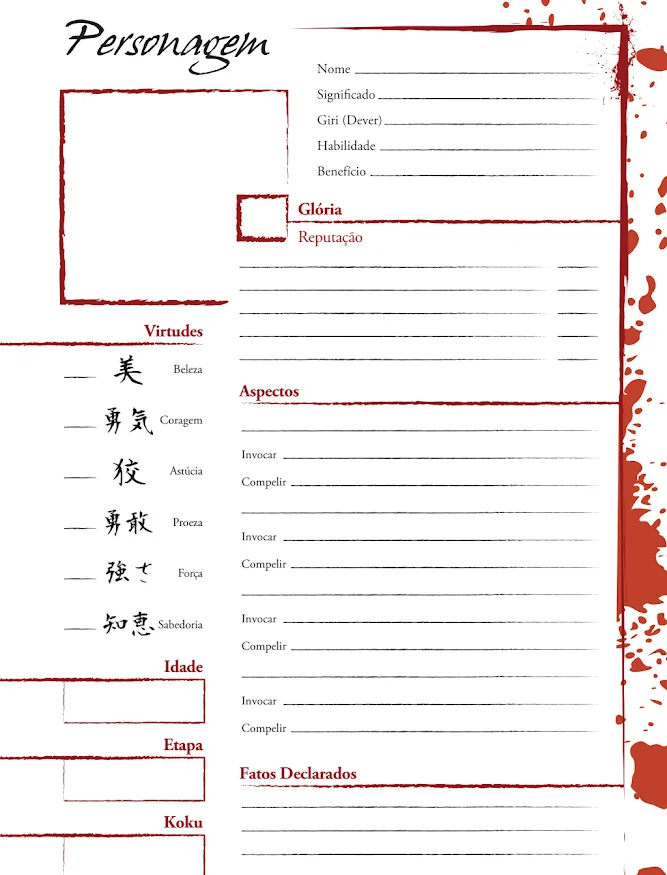 Personagem
Nome
Significado
Giri (Dever)
Habilidade
Benefício
Glória
Reputação
Virtudes
美 Beleza
勇気 Coragem
狡 Astúcia
勇敢 Proeza
強さ Força
知恵 Sabedoria
Idade
Etapa
Koku
Aspectos
Invocar
Compelir
Invocar
Compelir
Invocar
Compelir
Invocar
Compelir
Fatos Declarados